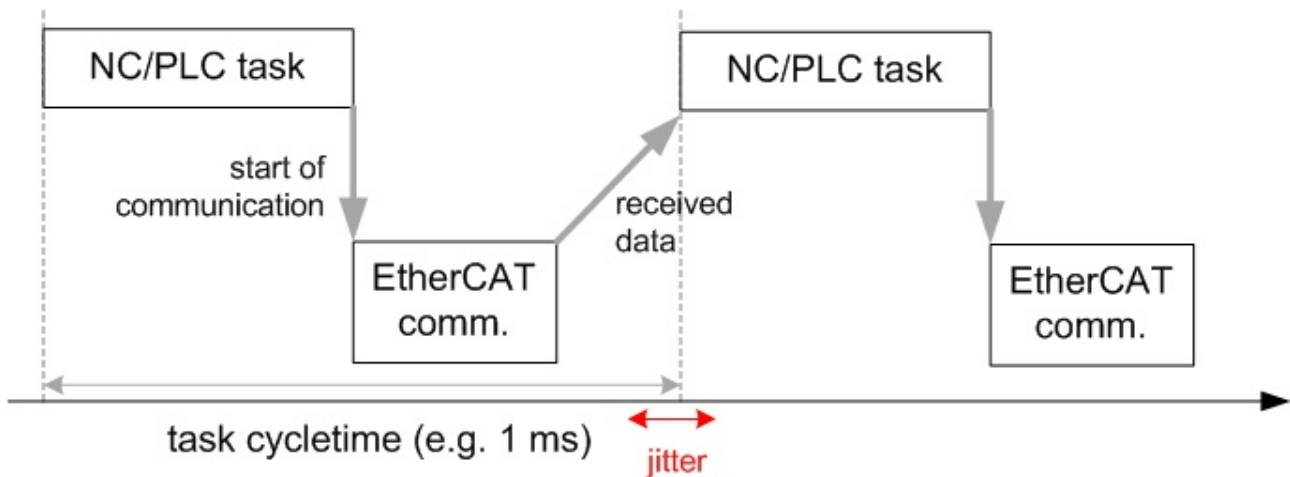 NC/PLC task
NC/PLC task
start of
communication
received
data
EtherCAT
comm.
EtherCAT
comm.
task cycletime (e.g. 1 ms)
jitter